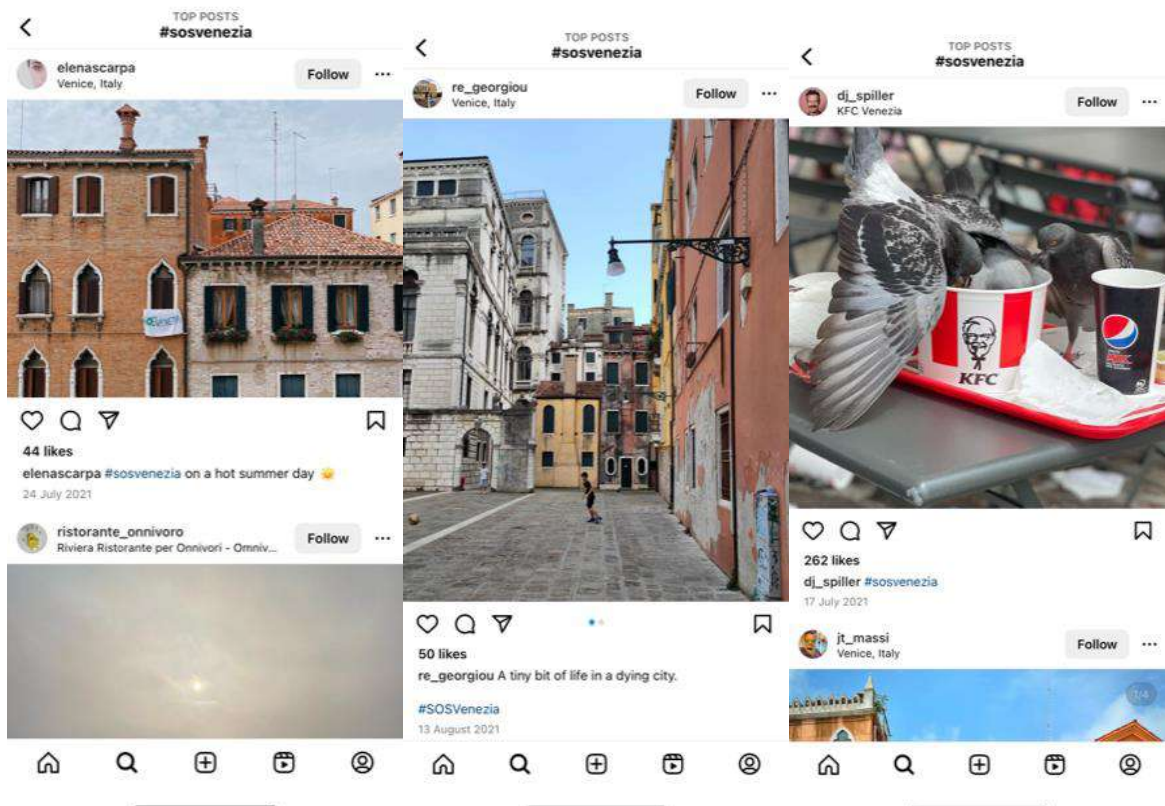 TOP POSTS
#sosvenezia
elenascarpa
Venice, Italy
Follow
44 likes
elenascarpa #sosvenezia on a hot summer day
24 July 2021
ristorante_onnivoro
Riviera Ristorante per Onnivori - Omniv...
Follow
TOP POSTS
#sosvenezia
re_georgiou
Venice, Italy
Follow
50 likes
re_georgiou A tiny bit of life in a dying city.
#SOSVenezia
13 August 2021
TOP POSTS
#sosvenezia
dj_spiller
KFC Venezia
Follow
KFC
262 likes
dj_spiller #sosvenezia
17 July 2021
jt_massi
Venice, Italy
Follow
1/4